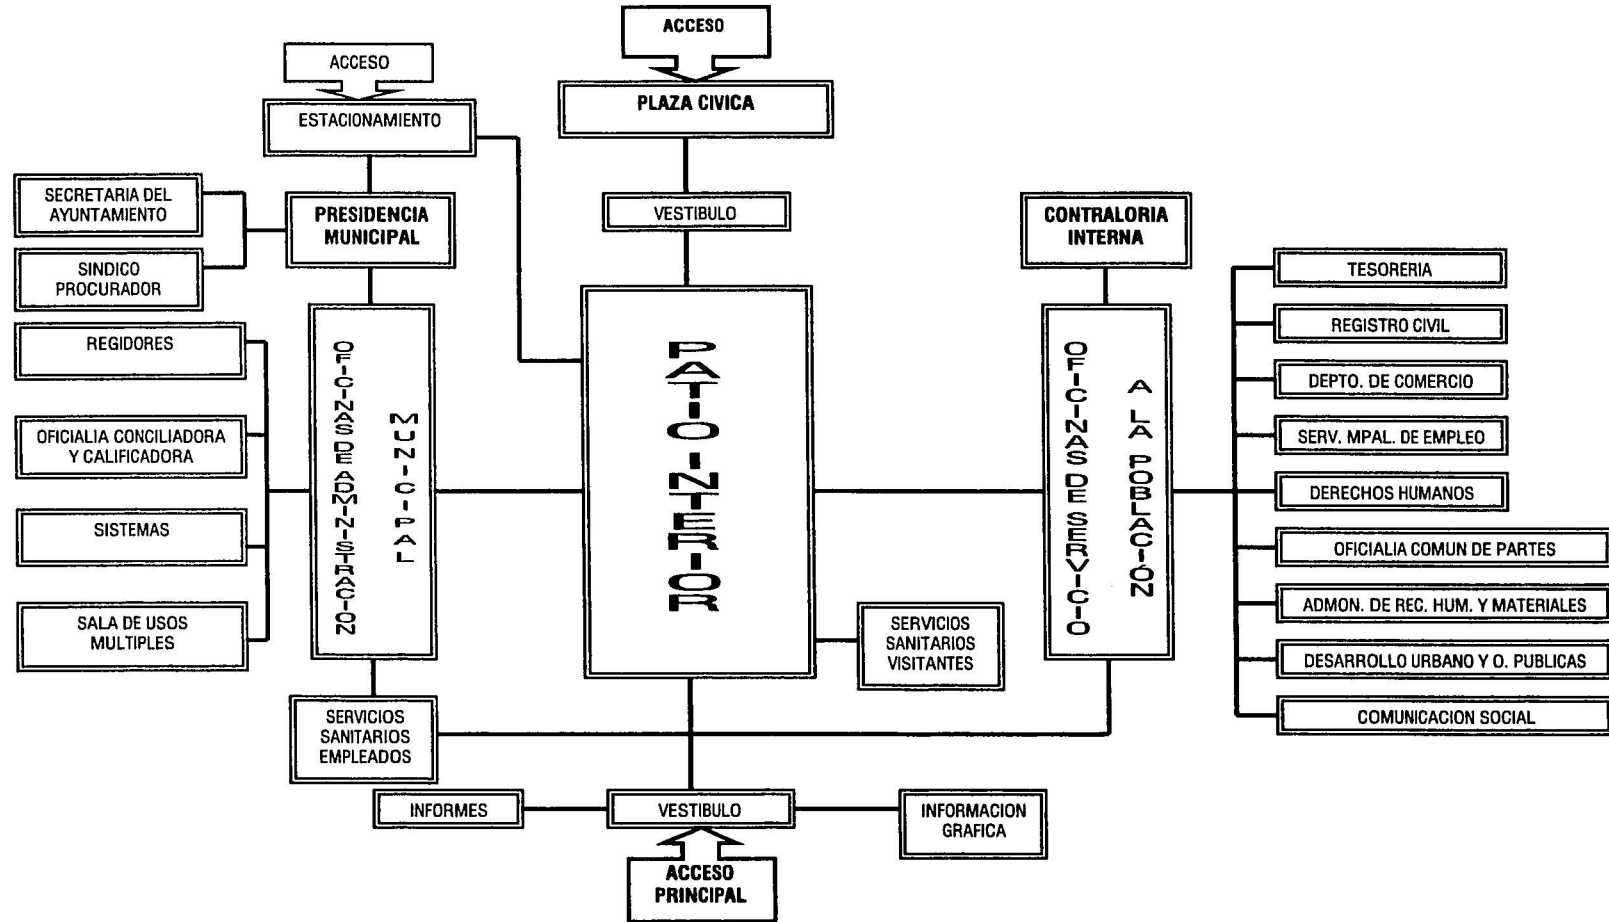 ACCESO
ACCESO
PLAZA CIVICA
ESTACIONAMIENTO
SECRETARIA DEL
AYUNTAMIENTO
PRESIDENCIA
MUNICIPAL
VESTIBULO
CONTRALORIA
INTERNA
SINDICO
PROCURADOR
TESORERIA
REGIDORES
REGISTRO CIVIL
OFICINAS DE ADMINISTRACION
MUNICIPAL
PATIO INTERIOR
OFICINAS DE SERVICIO
A LA POBLACIÓN
DEPTO. DE COMERCIO
OFICIALIA CONCILIADORA
Y CALIFICADORA
SERV. MPAL. DE EMPLEO
DERECHOS HUMANOS
SISTEMAS
OFICIALIA COMUN DE PARTES
ADMON. DE REC. HUM. Y MATERIALES
SALA DE USOS
MULTIPLES
SERVICIOS
SANITARIOS
VISITANTES
DESARROLLO URBANO Y O. PUBLICAS
COMUNICACION SOCIAL
SERVICIOS
SANITARIOS
EMPLEADOS
INFORMES
VESTIBULO
INFORMACION
GRAFICA
ACCESO
PRINCIPAL